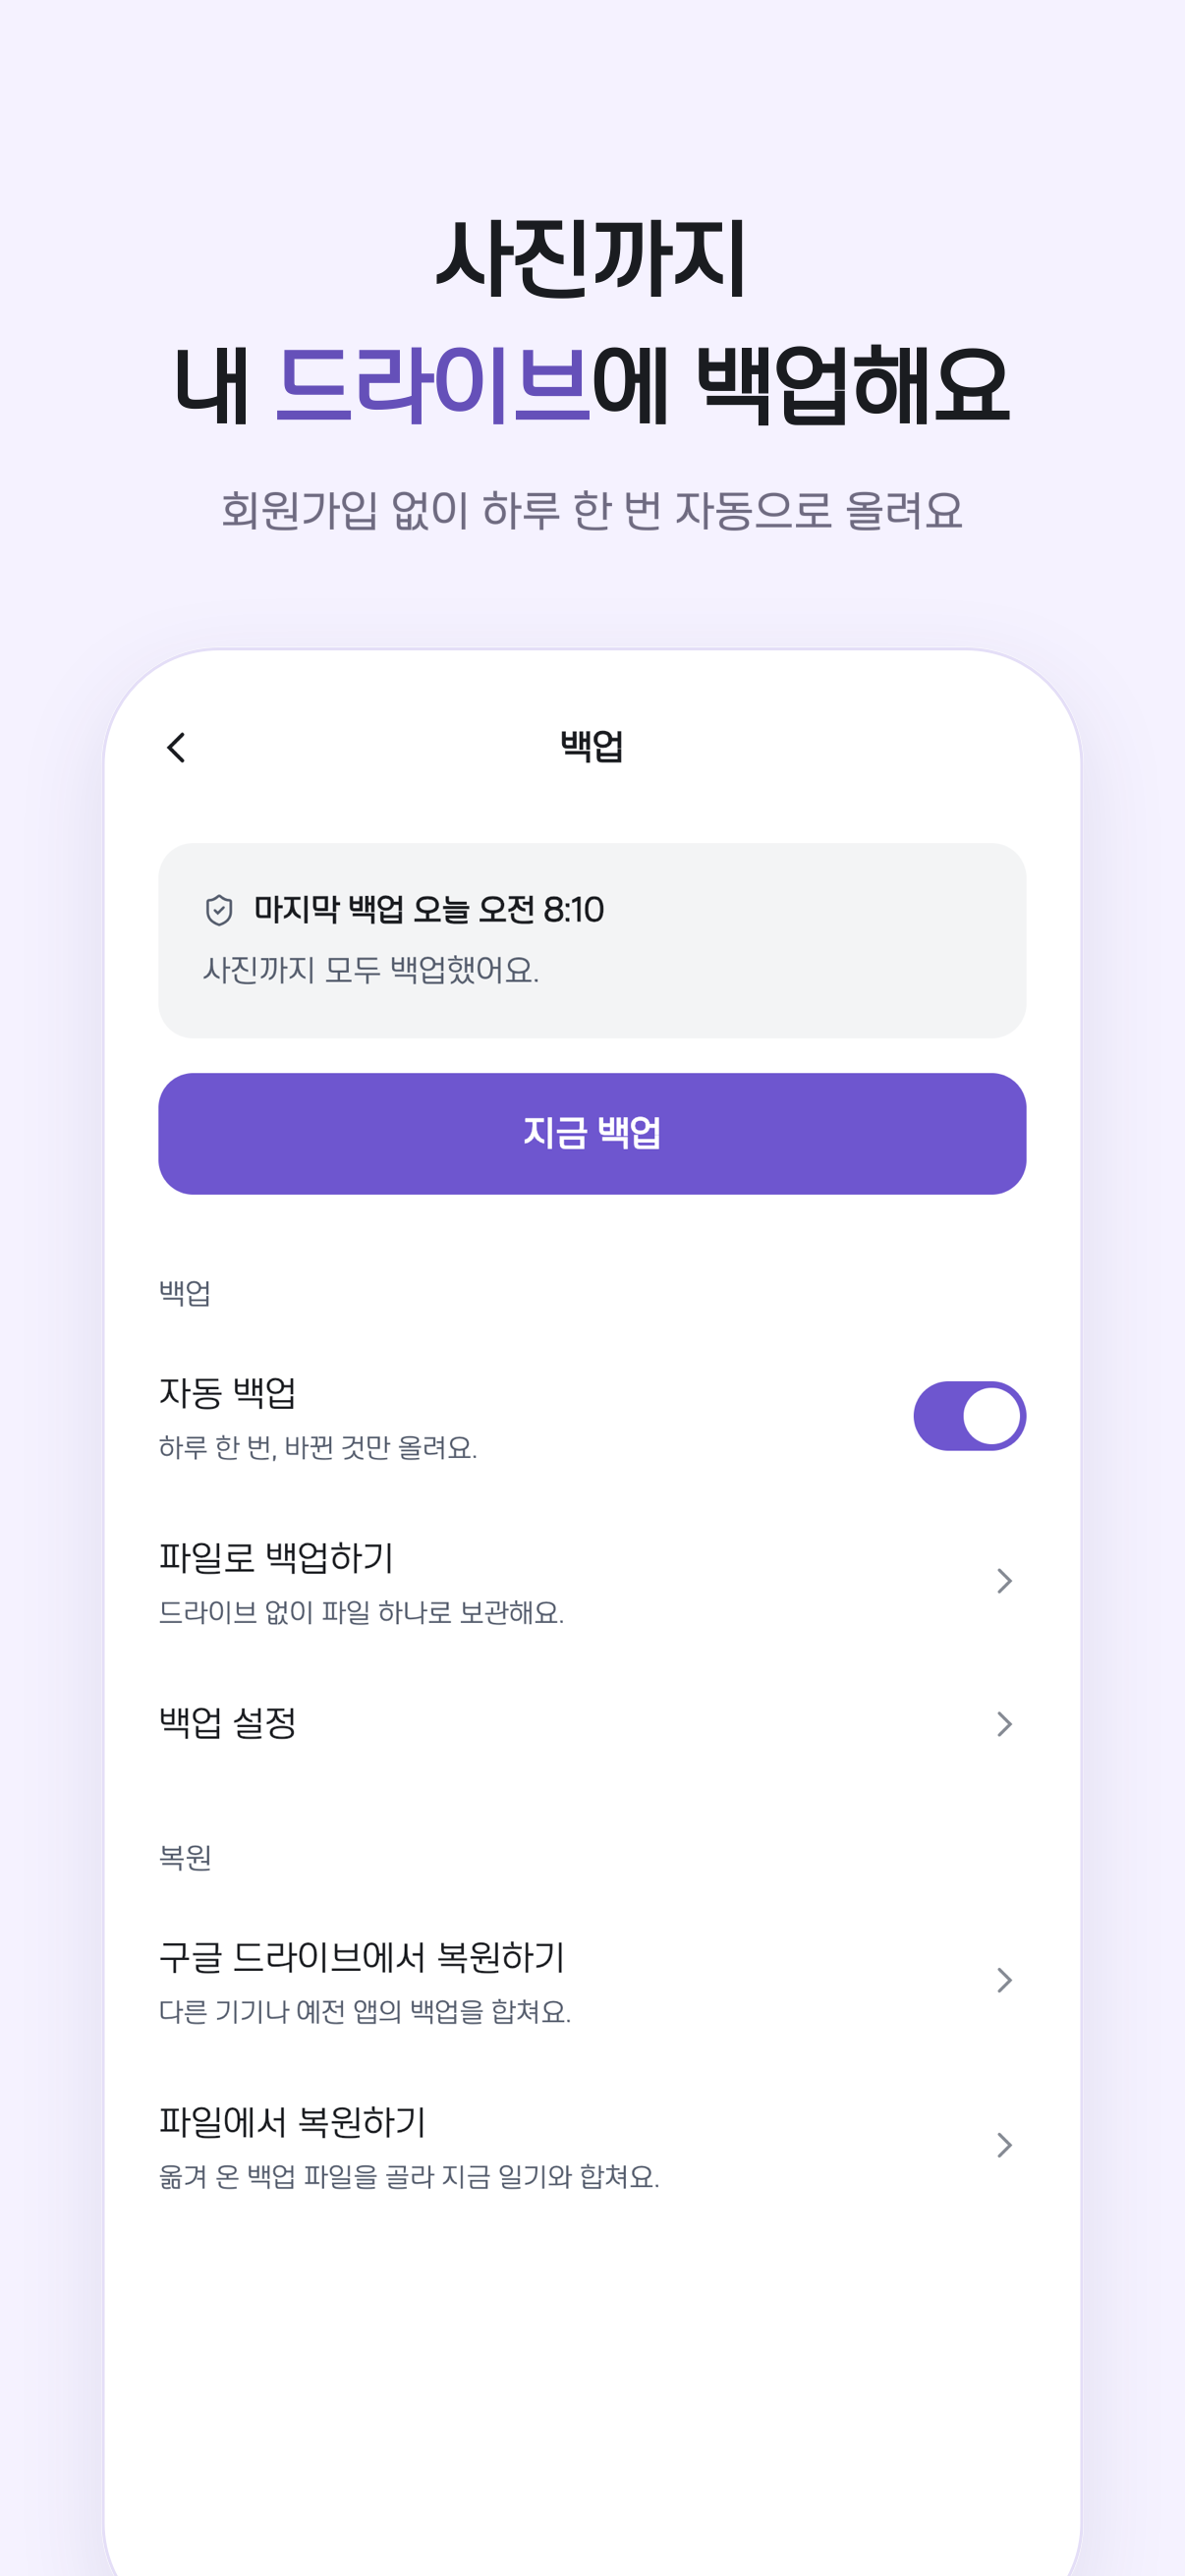 사진까지
내 드라이브에 백업해요
회원가입 없이 하루 한 번 자동으로 올려요
백업
마지막 백업 오늘 오전 8:10
사진까지 모두 백업했어요.
지금 백업
백업
자동 백업
하루 한 번, 바뀐 것만 올려요.
파일로 백업하기
드라이브 없이 파일 하나로 보관해요.
백업 설정
복원
구글 드라이브에서 복원하기
다른 기기나 예전 앱의 백업을 합쳐요.
파일에서 복원하기
옮겨 온 백업 파일을 골라 지금 일기와 합쳐요.